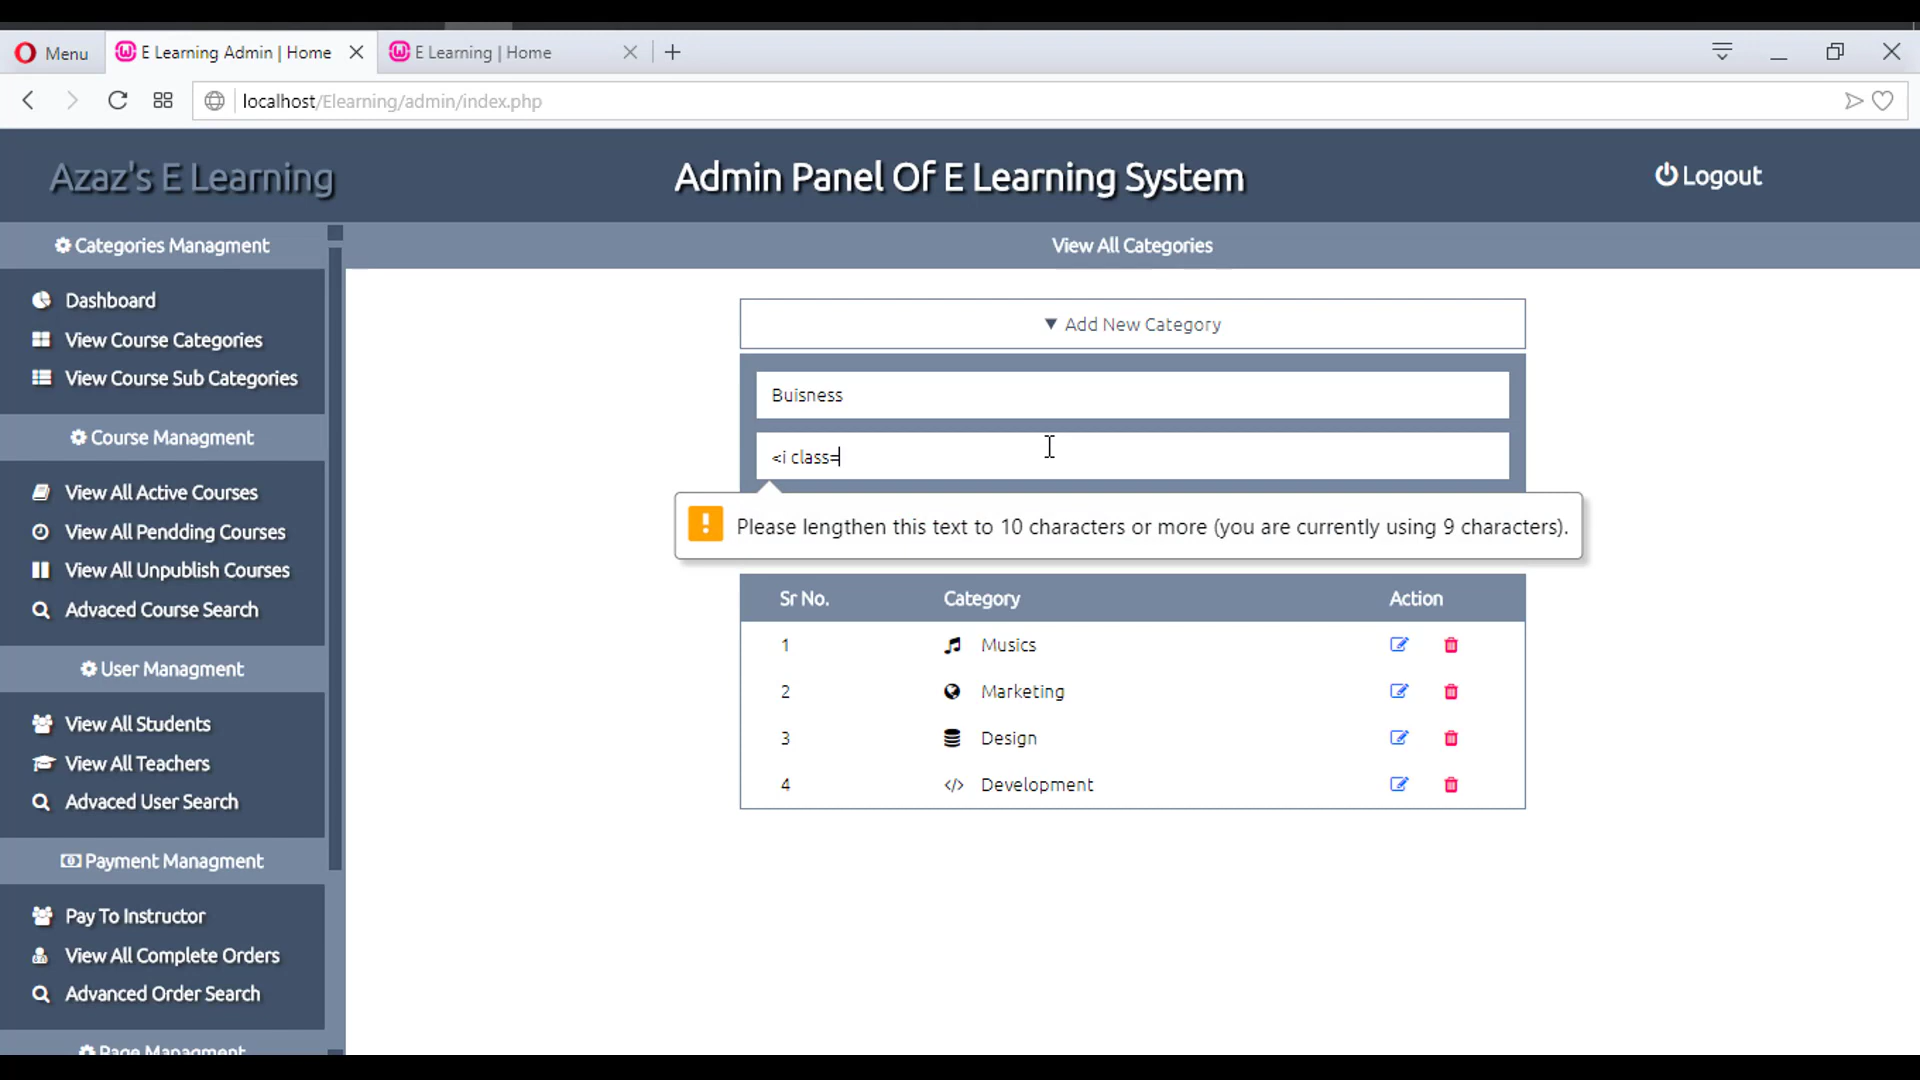 Menu
E Learning Admin | Home
E Learning | Home
localhost/Elearning/admin/index.php
Azaz's E Learning
Admin Panel Of E Learning System
Logout
Categories Managment
View All Categories
Dashboard
View Course Categories
View Course Sub Categories
▼ Add New Category
Buisness
<i class=
Please lengthen this text to 10 characters or more (you are currently using 9 characters).
Course Managment
View All Active Courses
View All Pendding Courses
View All Unpublish Courses
Advaced Course Search
Sr No. Category Action
1 Musics
2 Marketing
3 Design
4 </> Development
User Managment
View All Students
View All Teachers
Advaced User Search
Payment Managment
Pay To Instructor
View All Complete Orders
Advanced Order Search
Page Managment